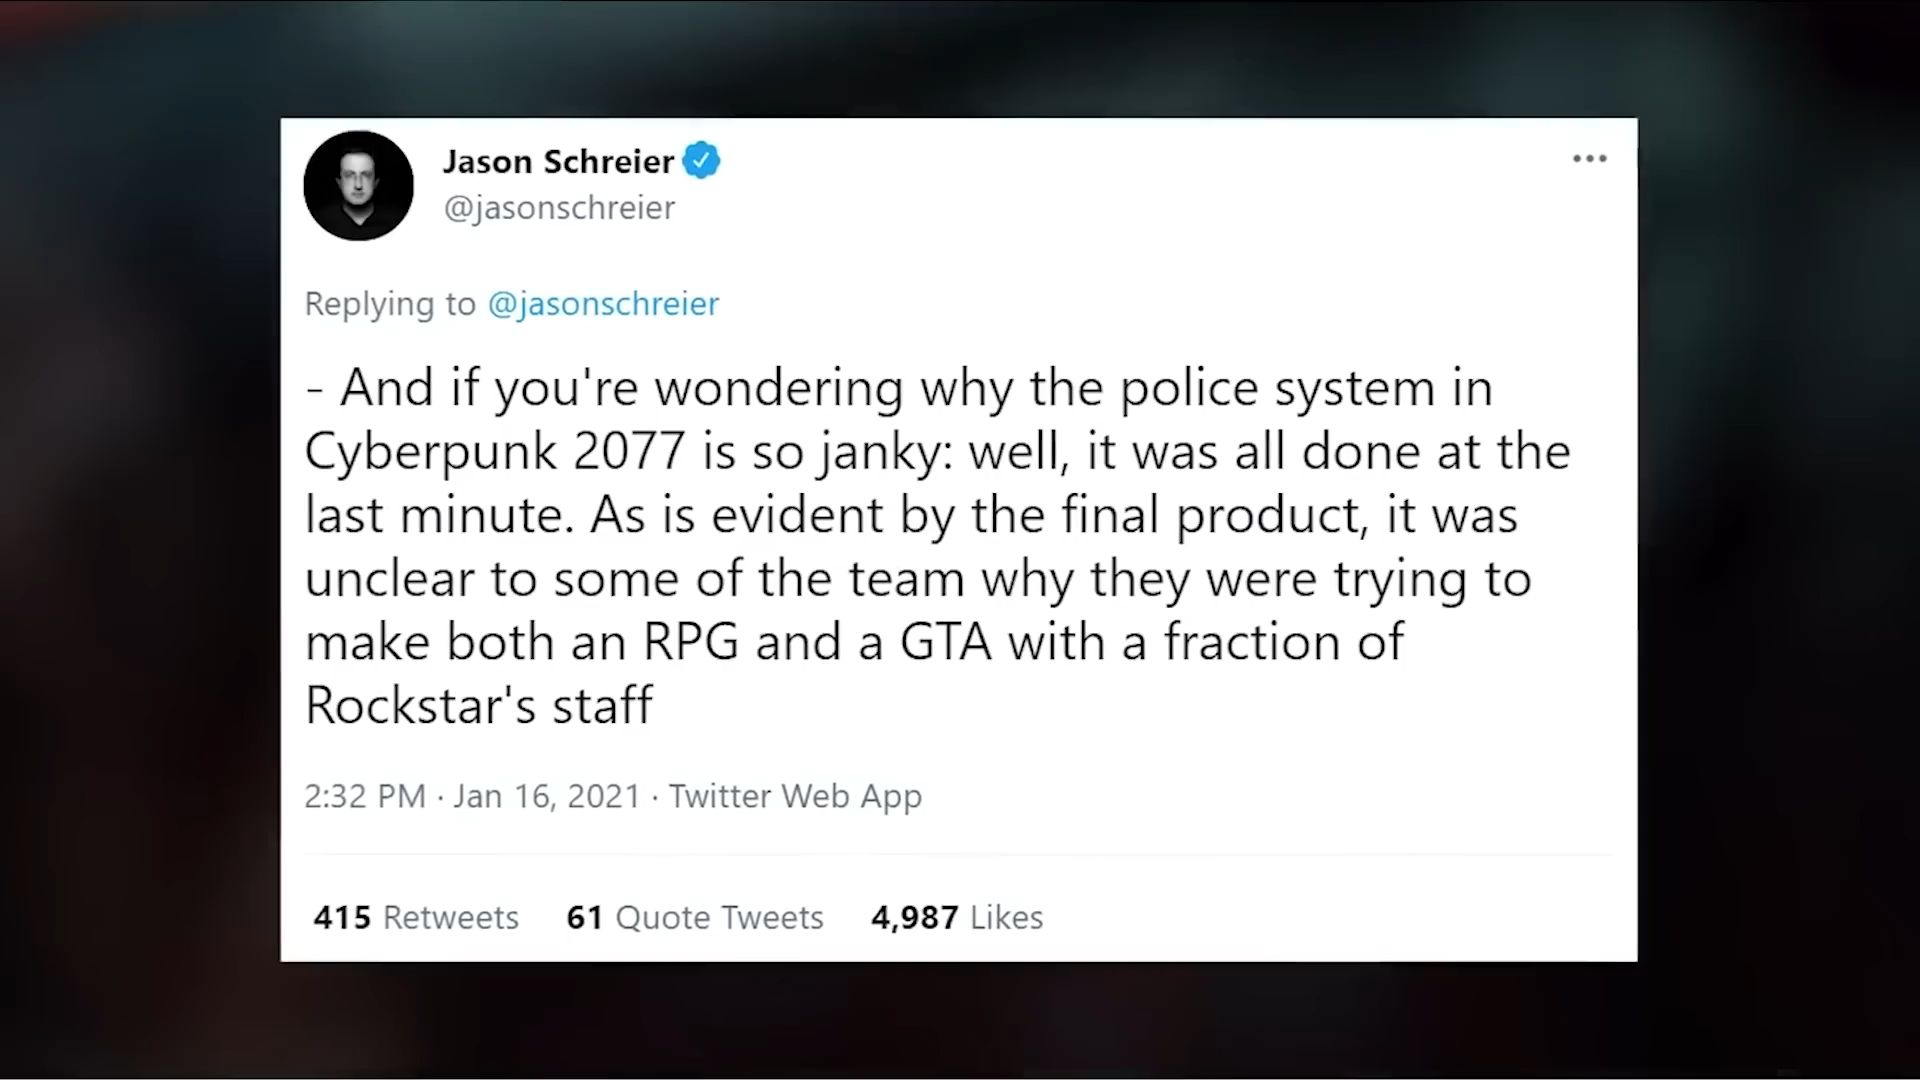 Jason Schreier
@jasonschreier
Replying to @jasonschreier
- And if you're wondering why the police system in
Cyberpunk 2077 is so janky: well, it was all done at the
last minute. As is evident by the final product, it was
unclear to some of the team why they were trying to
make both an RPG and a GTA with a fraction of
Rockstar's staff
2:32 PM · Jan 16, 2021 · Twitter Web App
415 Retweets 61 Quote Tweets 4,987 Likes